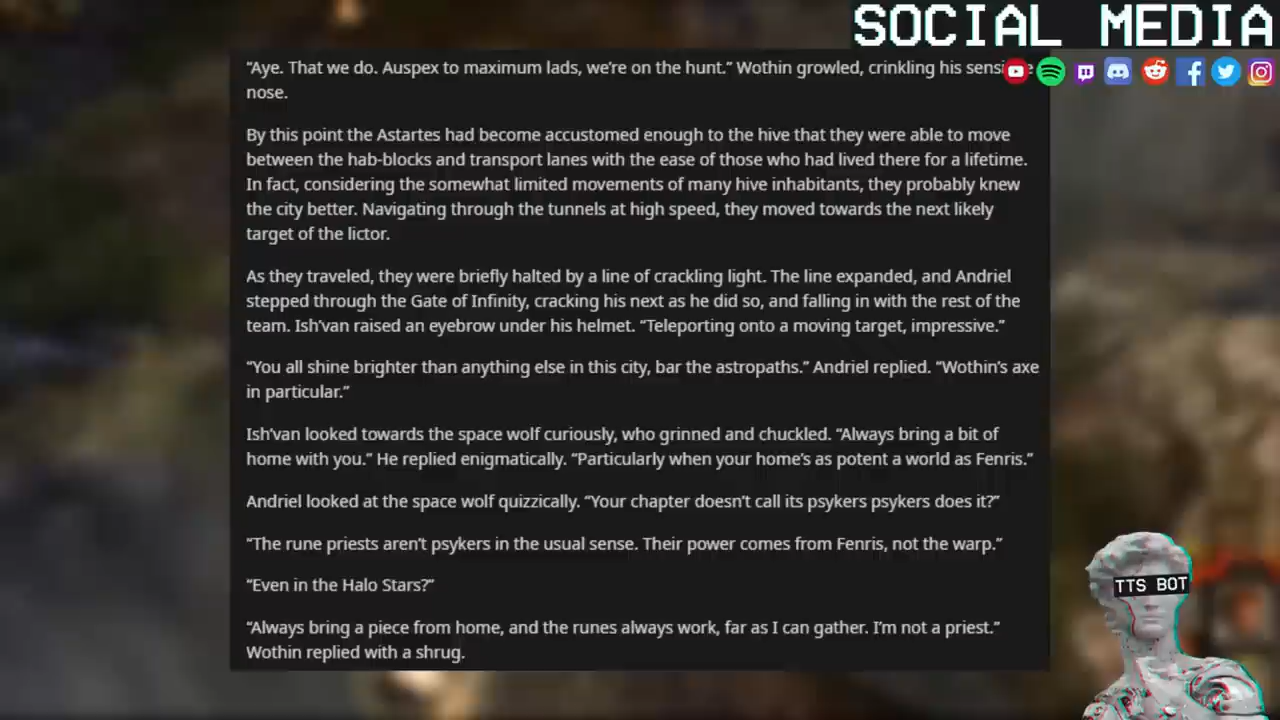 SOCIAL MEDIA
“Aye. That we do. Auspex to maximum lads, we’re on the hunt.” Wothin growled, crinkling his
nose.
By this point the Astartes had become accustomed enough to the hive that they were able to move
between the hab-blocks and transport lanes with the ease of those who had lived there for a lifetime.
In fact, considering the somewhat limited movements of many hive inhabitants, they probably knew
the city better. Navigating through the tunnels at high speed, they moved towards the next likely
target of the lictor.
As they traveled, they were briefly halted by a line of crackling light. The line expanded, and Andriel
stepped through the Gate of Infinity, cracking his next as he did so, and falling in with the rest of the
team. Ish’van raised an eyebrow under his helmet. “Teleporting onto a moving target, impressive.”
“You all shine brighter than anything else in this city, bar the astropaths.” Andriel replied. “Wothin’s axe
in particular.”
Ish’van looked towards the space wolf curiously, who grinned and chuckled. “Always bring a bit of
home with you.” He replied enigmatically. “Particularly when your home’s as potent a world as Fenris.”
Andriel looked at the space wolf quizzically. “Your chapter doesn’t call its psykers psykers does it?”
“The rune priests aren’t psykers in the usual sense. Their power comes from Fenris, not the warp.”
“Even in the Halo Stars?”
“Always bring a piece from home, and the runes always work, far as I can gather. I’m not a priest.”
Wothin replied with a shrug.
TTS BOT